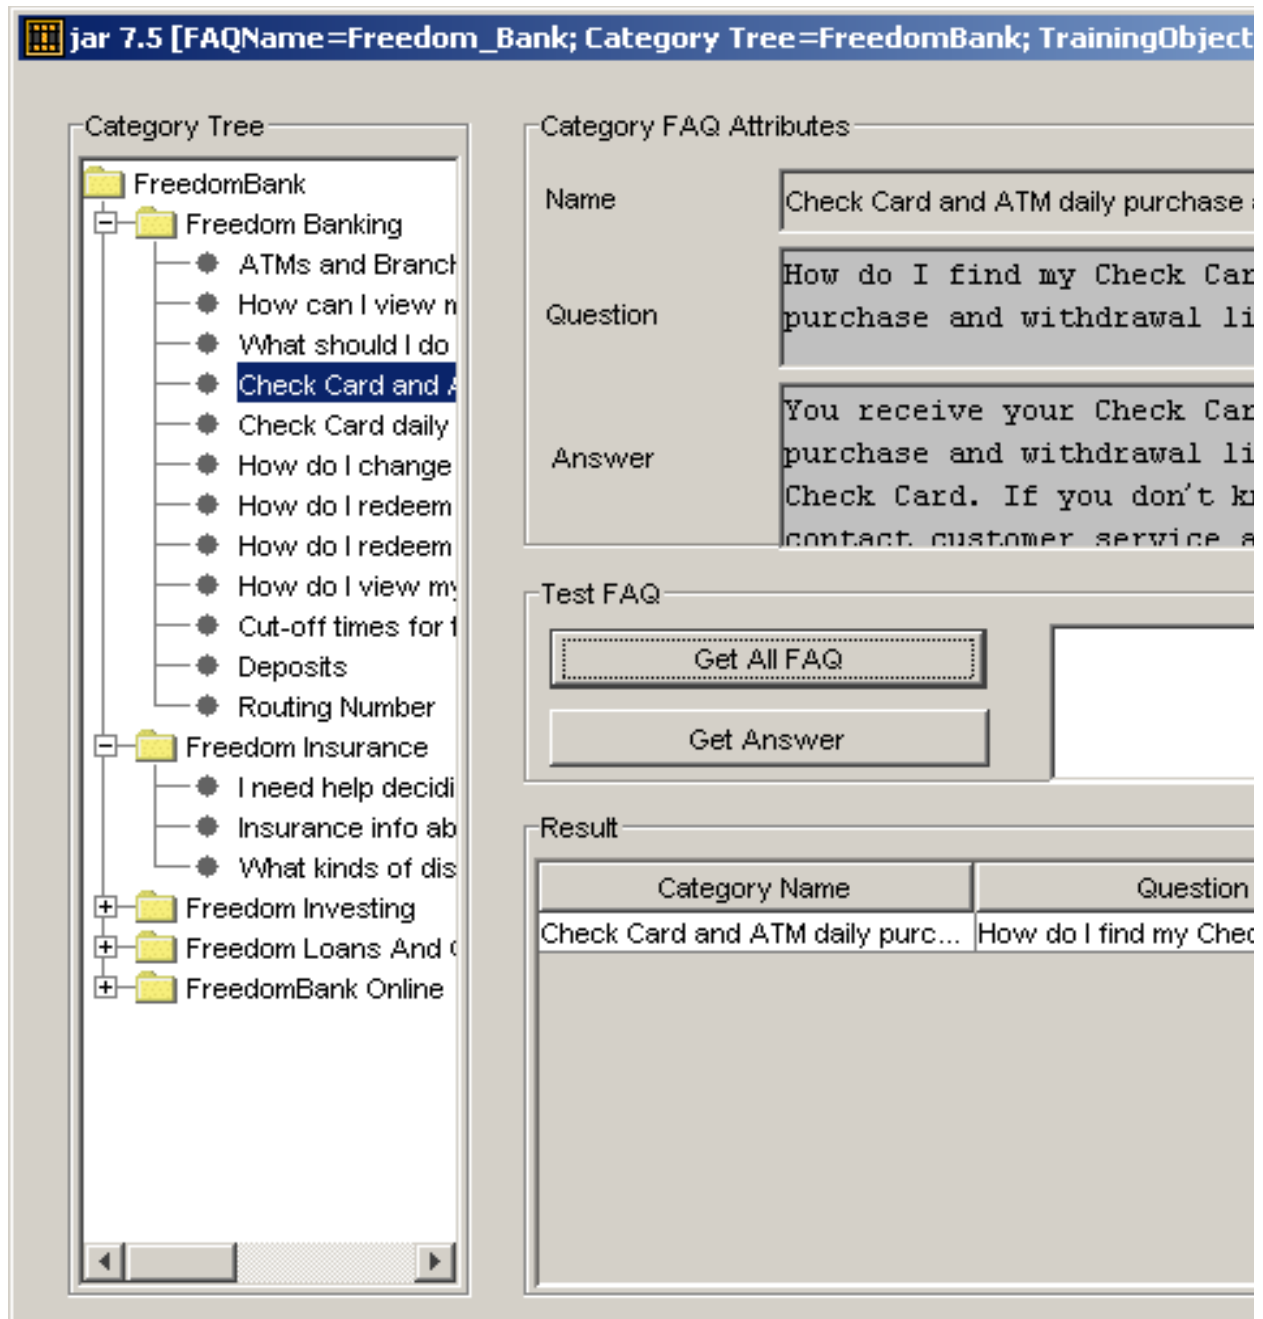 jar 7.5 [FAQName=Freedom_Bank; Category Tree=FreedomBank; TrainingObject
Category Tree
FreedomBank
Freedom Banking
ATMs and Branch
How can I view
What should I do
Check Card and
Check Card daily
How do I change
How do I redeem
How do I redeem
How do I view my
Cut-off times for
Deposits
Routing Number
Freedom Insurance
I need help decidi
Insurance info ab
What kinds of dis
Freedom Investing
Freedom Loans And
FreedomBank Online
Category FAQ Attributes
Name
Check Card and ATM daily purchase
Question
How do I find my Check Car
purchase and withdrawal li
Answer
You receive your Check Car
purchase and withdrawal li
Check Card. If you don't k
contact customer service a
Test FAQ
Get All FAQ
Get Answer
Result
Category Name
Question
Check Card and ATM daily purc...
How do I find my Chec